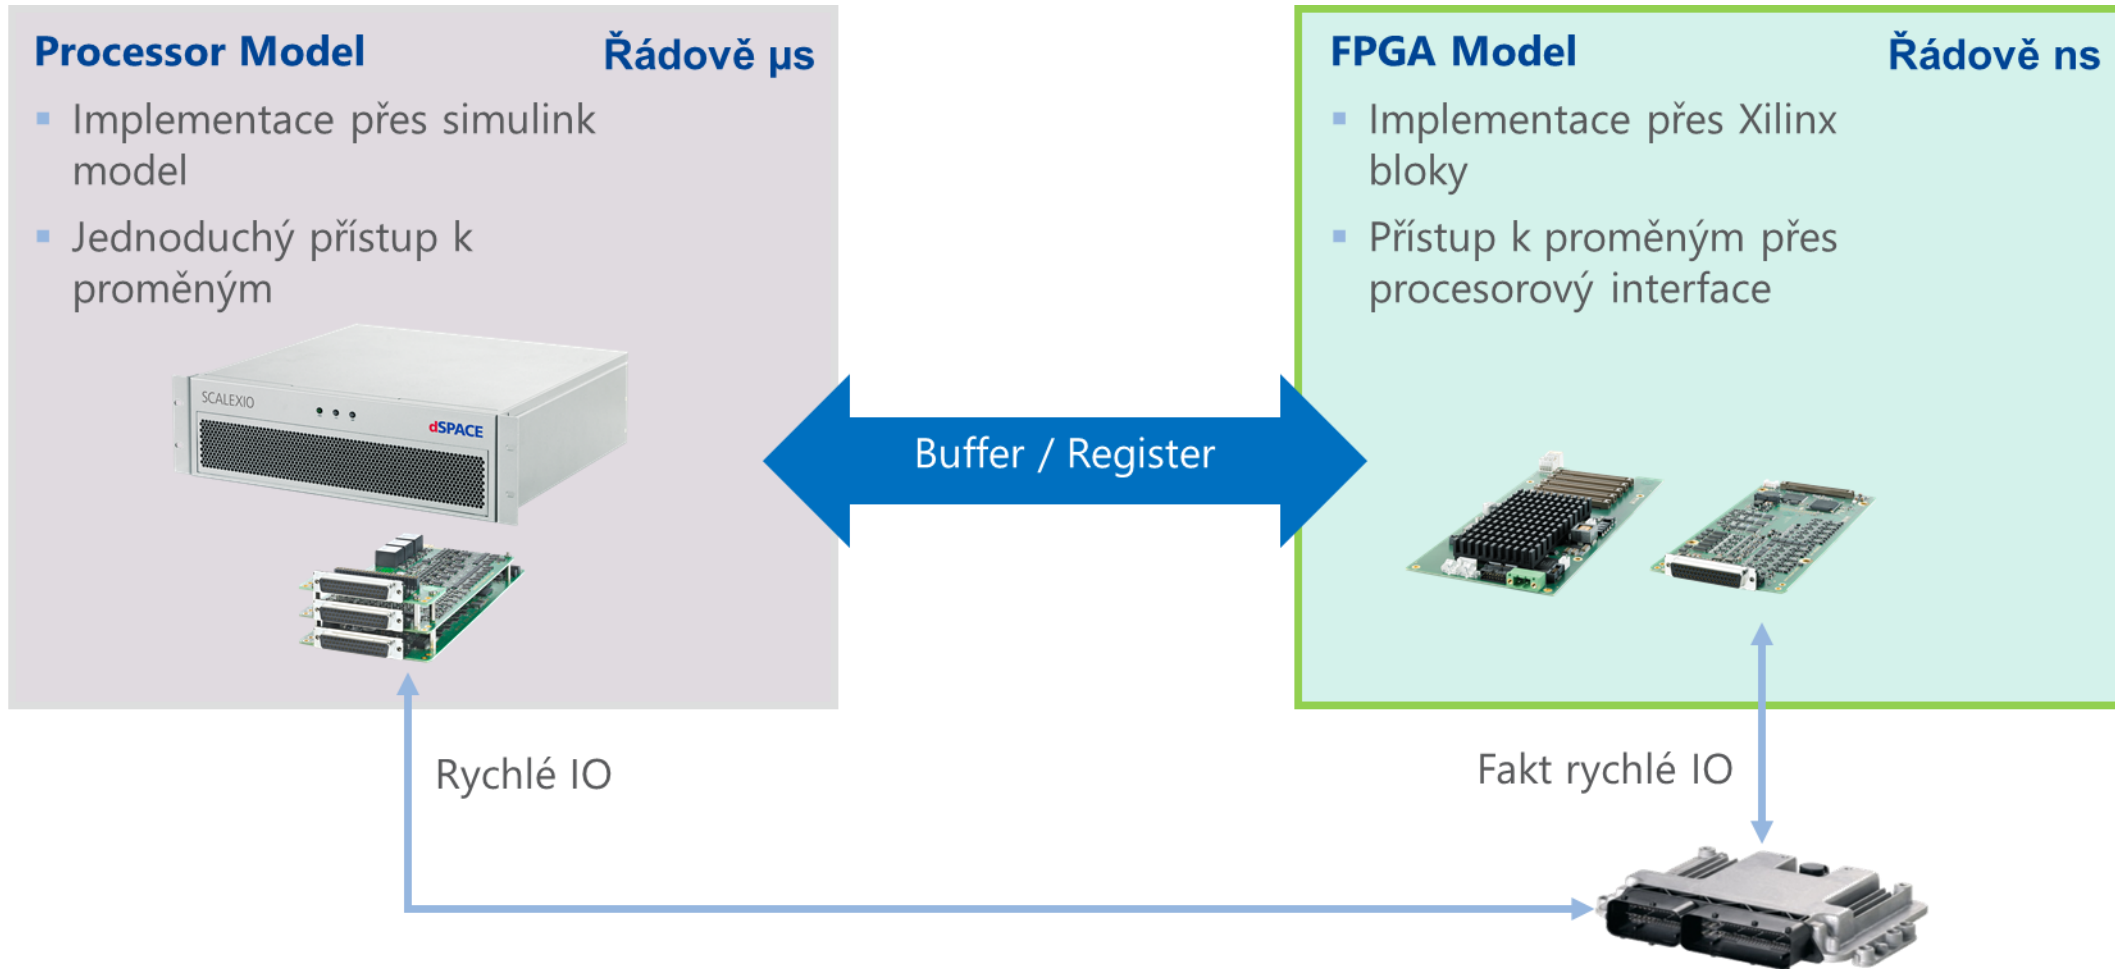 Processor Model
Řádově µs
Implementace přes simulink
model
Jednoduchý přístup k
proměným
SCALEXIO
dSPACE
Rychlé IO
Buffer / Register
FPGA Model
Řádově ns
Implementace přes Xilinx
bloky
Přístup k proměným přes
procesorový interface
Fakt rychlé IO